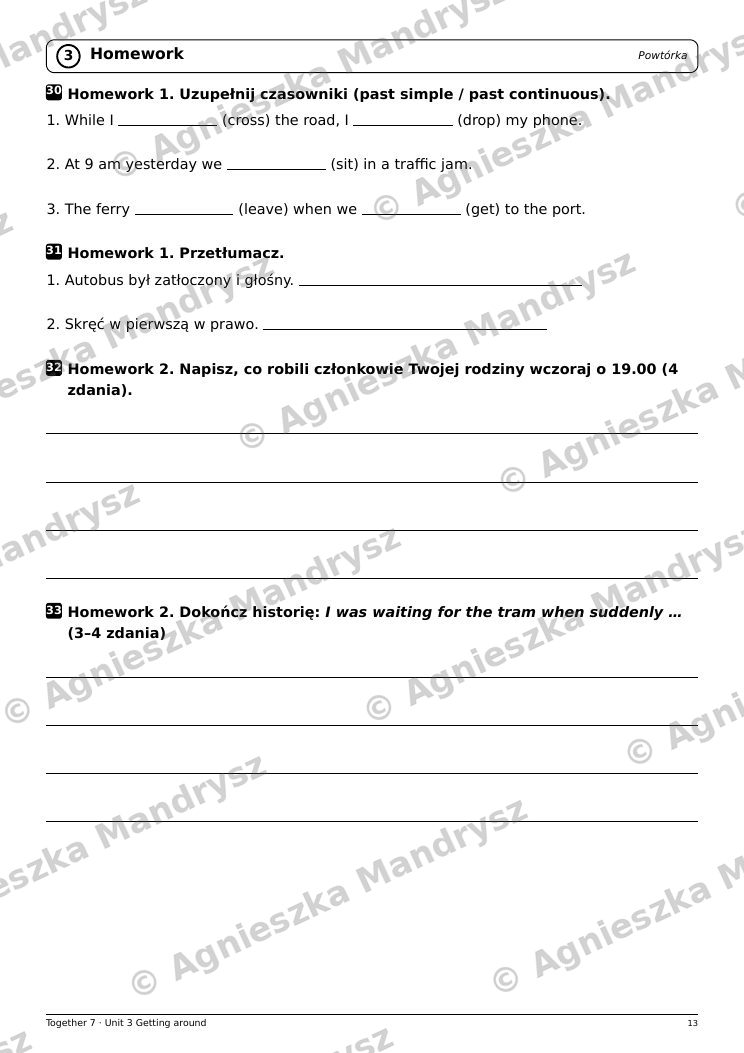 3 Homework Powtórka
30 Homework 1. Uzupełnij czasowniki (past simple / past continuous).
1. While I ____________ (cross) the road, I ____________ (drop) my phone.
2. At 9 am yesterday we ____________ (sit) in a traffic jam.
3. The ferry ____________ (leave) when we ____________ (get) to the port.
31 Homework 1. Przetłumacz.
1. Autobus był zatłoczony i głośny. ____________
2. Skręć w pierwszą w prawo. ____________
32 Homework 2. Napisz, co robili członkowie Twojej rodziny wczoraj o 19.00 (4
zdania).
33 Homework 2. Dokończ historię: I was waiting for the tram when suddenly …
(3–4 zdania)
Together 7 · Unit 3 Getting around 13
© Agnieszka Mandrysz